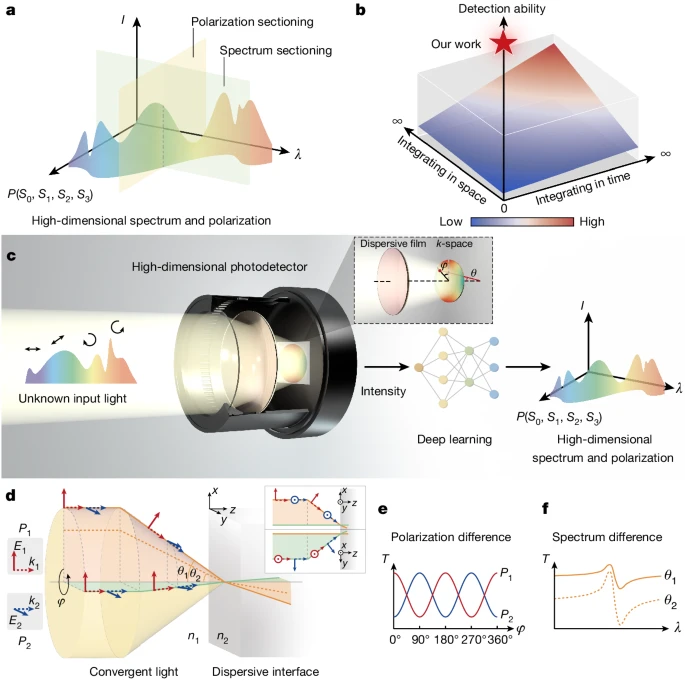 a
I
Polarization sectioning
Spectrum sectioning
λ
P(S0, S1, S2, S3)
High-dimensional spectrum and polarization
b
Detection ability
Our work
∞
∞
Integrating in space
Integrating in time
0
Low
High
c
High-dimensional photodetector
Dispersive film
k-space
φ
θ
Unknown input light
Intensity
Deep learning
I
λ
P(S0, S1, S2, S3)
High-dimensional
spectrum and polarization
d
P1
E1
k1
k2
E2
P2
φ
x
z
y
θ1
θ2
n1
n2
x
z
y
x
z
y
Convergent light
Dispersive interface
e
Polarization difference
T
P1
P2
0° 90° 180° 270° 360°
φ
f
Spectrum difference
T
θ1
θ2
λ